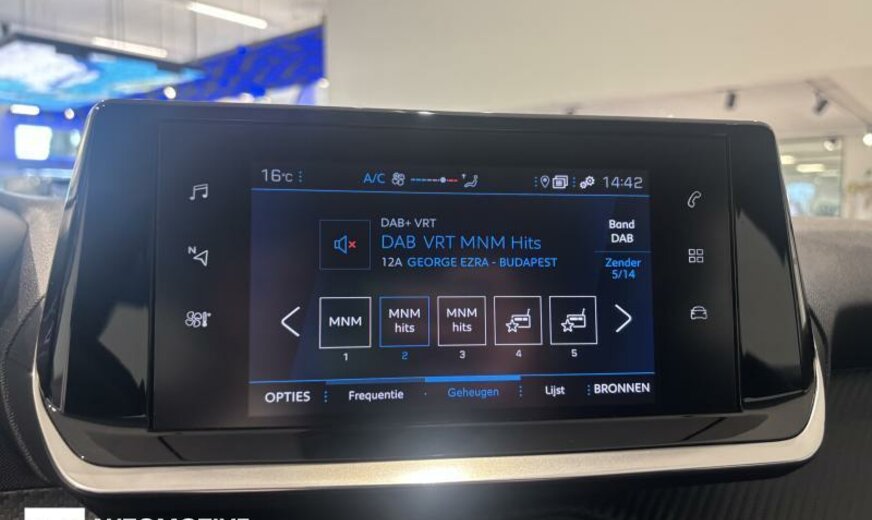 16°C
A/C
14:42
DAB+ VRT
DAB VRT MNM Hits
12A GEORGE EZRA - BUDAPEST
Band
DAB
Zender
5/14
N
MNM
MNM
hits
MNM
hits
1
2
3
4
5
OPTIES
Frequentie
Geheugen
Lijst
BRONNEN
AUTOMOTIVE